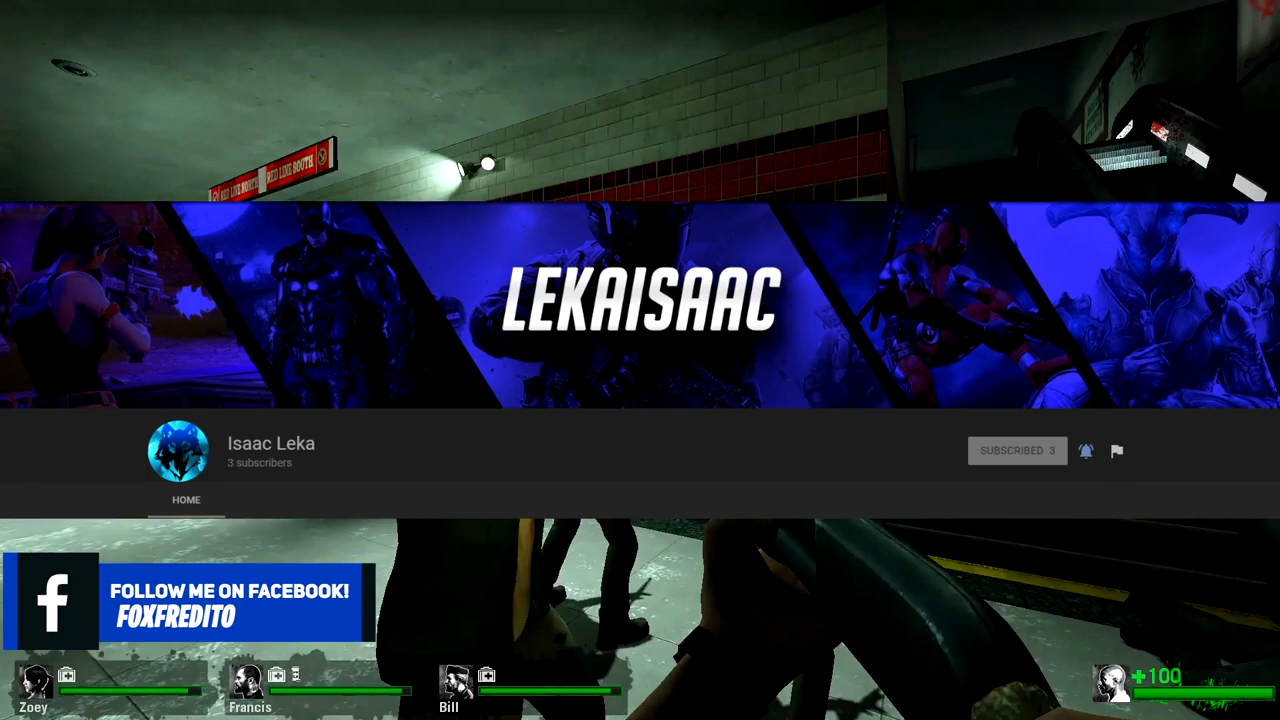 RED LINE NORTH RED LINE SOUTH
LEKAISAAC
Isaac Leka
3 subscribers
SUBSCRIBED 3
HOME
FOLLOW ME ON FACEBOOK!
FOXFREDITO
Zoey
Francis
Bill
+100